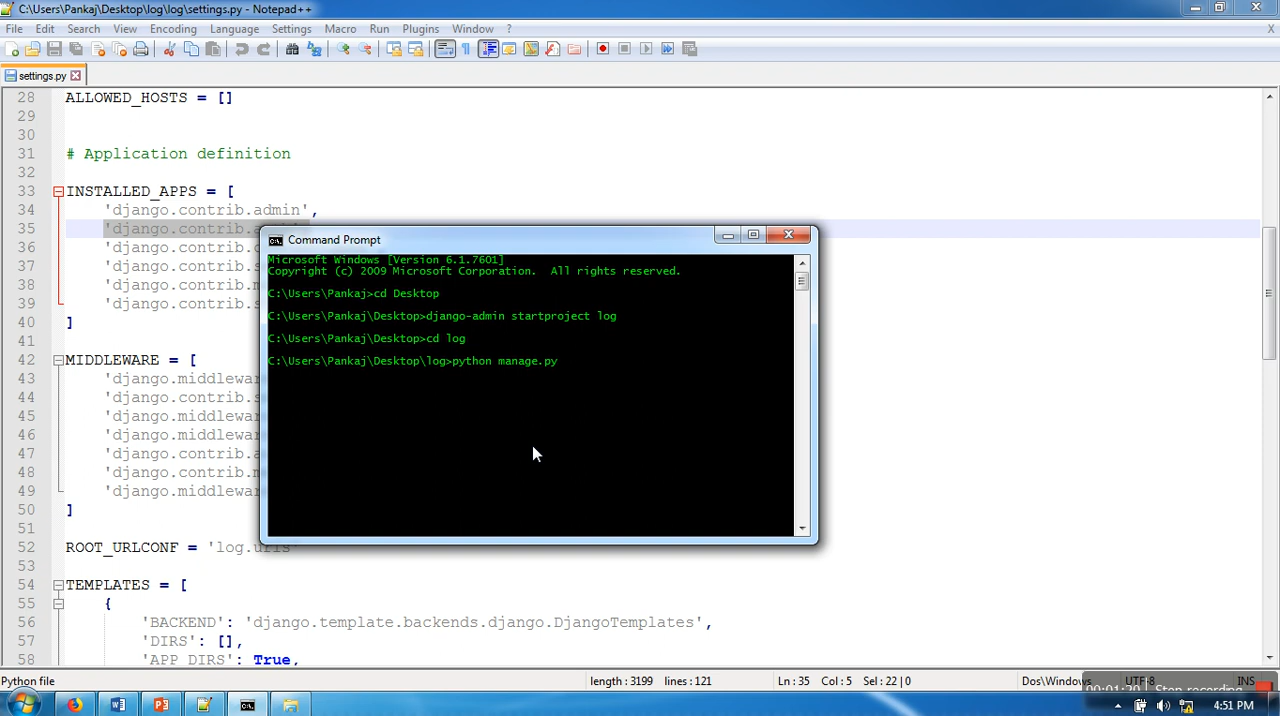 C:\Users\Pankaj\Desktop\log\log\settings.py - Notepad++
File Edit Search View Encoding Language Settings Macro Run Plugins Window ? X
settings.py
28 ALLOWED_HOSTS = []
29
30
31 # Application definition
32
33 INSTALLED_APPS = [
34 'django.contrib.admin',
35 'django.contrib.
36 'django.contrib.c
37 'django.contrib.s
38 'django.contrib.m
39 'django.contrib.s
40 ]
41
42 MIDDLEWARE = [
43 'django.middlewar
44 'django.contrib.s
45 'django.middlewar
46 'django.middlewar
47 'django.contrib.a
48 'django.contrib.m
49 'django.middlewar
50 ]
51
52 ROOT_URLCONF = 'log.urls'
53
54 TEMPLATES = [
55 {
56 'BACKEND': 'django.template.backends.django.DjangoTemplates',
57 'DIRS': [],
58 'APP_DIRS': True,
Command Prompt
Microsoft Windows [Version 6.1.7601]
Copyright (c) 2009 Microsoft Corporation. All rights reserved.
C:\Users\Pankaj>cd Desktop
C:\Users\Pankaj\Desktop>django-admin startproject log
C:\Users\Pankaj\Desktop>cd log
C:\Users\Pankaj\Desktop\log>python manage.py
Python file length : 3199 lines : 121 Ln : 35 Col : 5 Sel : 22 | 0 Dos\Windows UTF-8 INS
00:01:20 Stop recording
4:51 PM